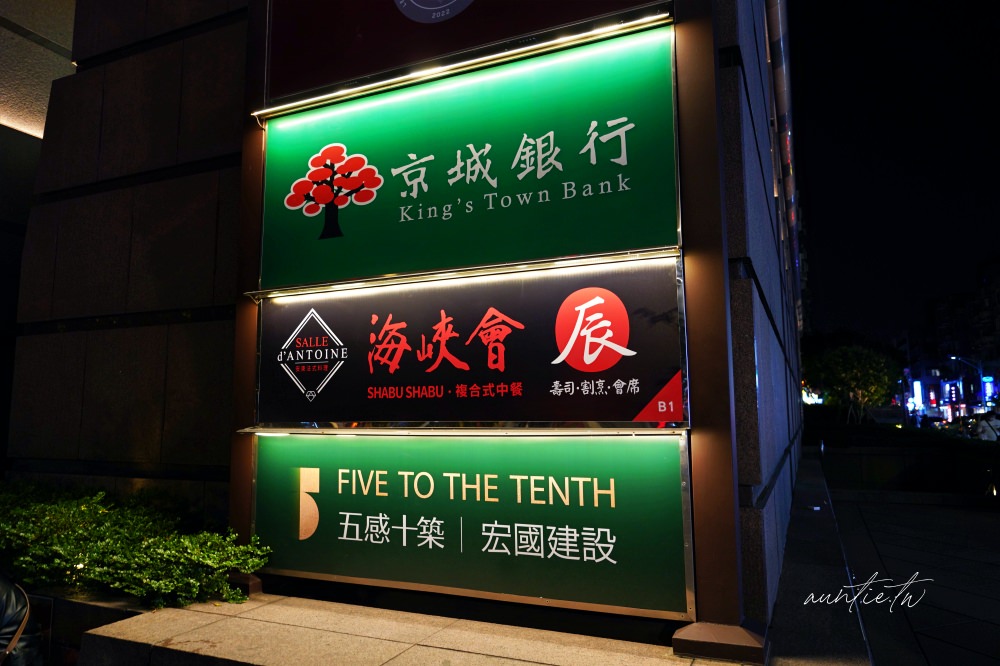 2022
京城銀行
King's Town Bank
SALLE
d'ANTOINE
海峽會
SHABU SHABU · 複合式中餐
辰
壽司·割烹·會席
B1
5
FIVE TO THE TENTH
五感十築｜宏國建設
auntie.tw